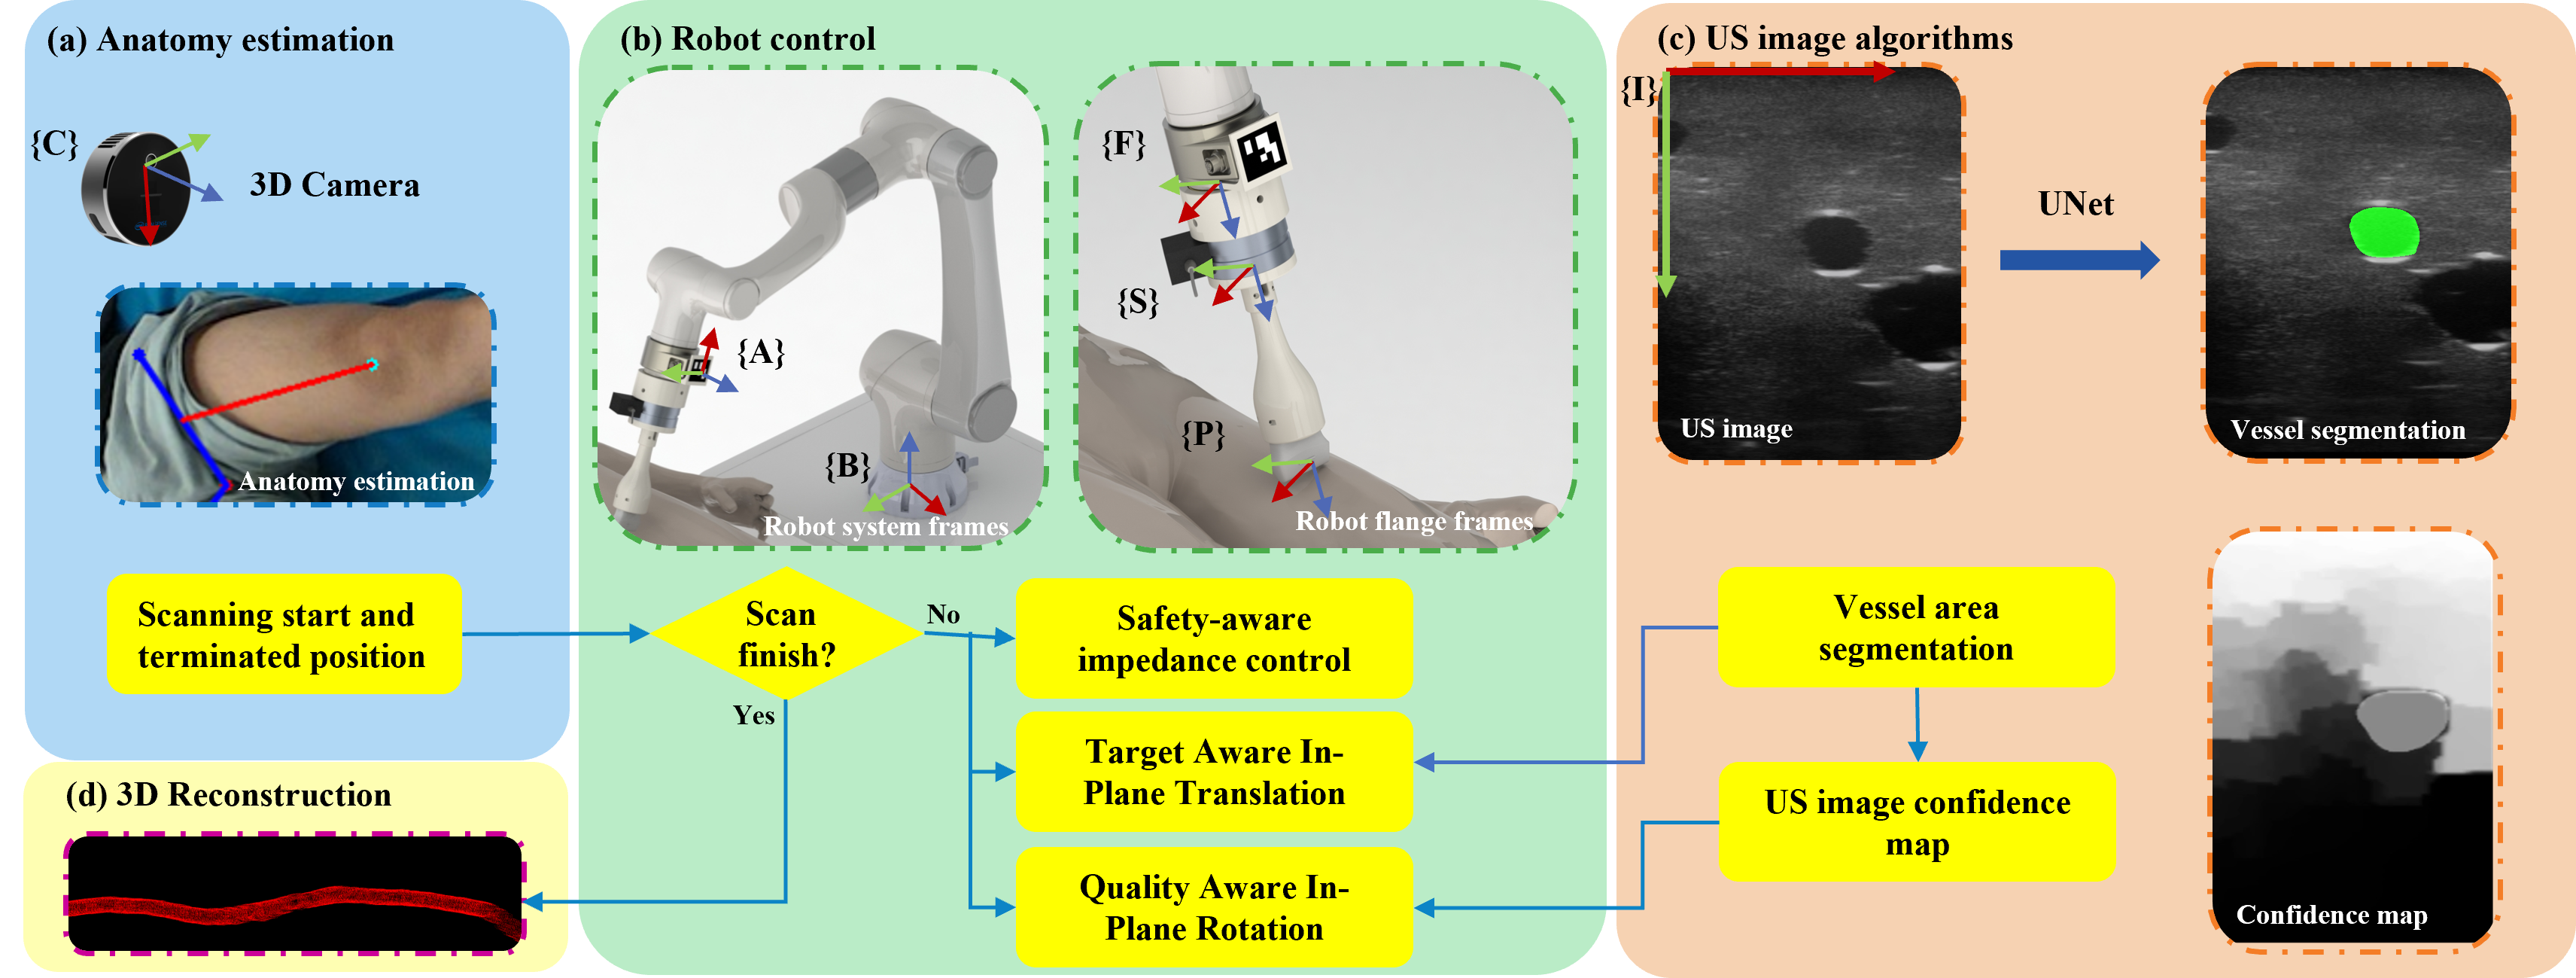 (a) Anatomy estimation
{C}
3D Camera
Anatomy estimation
Scanning start and
terminated position
(b) Robot control
{A}
{B}
Robot system frames
{F}
{S}
{P}
Robot flange frames
Scan
finish?
No
Yes
Safety-aware
impedance control
Target Aware In-
Plane Translation
Quality Aware In-
Plane Rotation
(c) US image algorithms
{I}
US image
UNet
Vessel segmentation
Vessel area
segmentation
US image confidence
map
Confidence map
(d) 3D Reconstruction